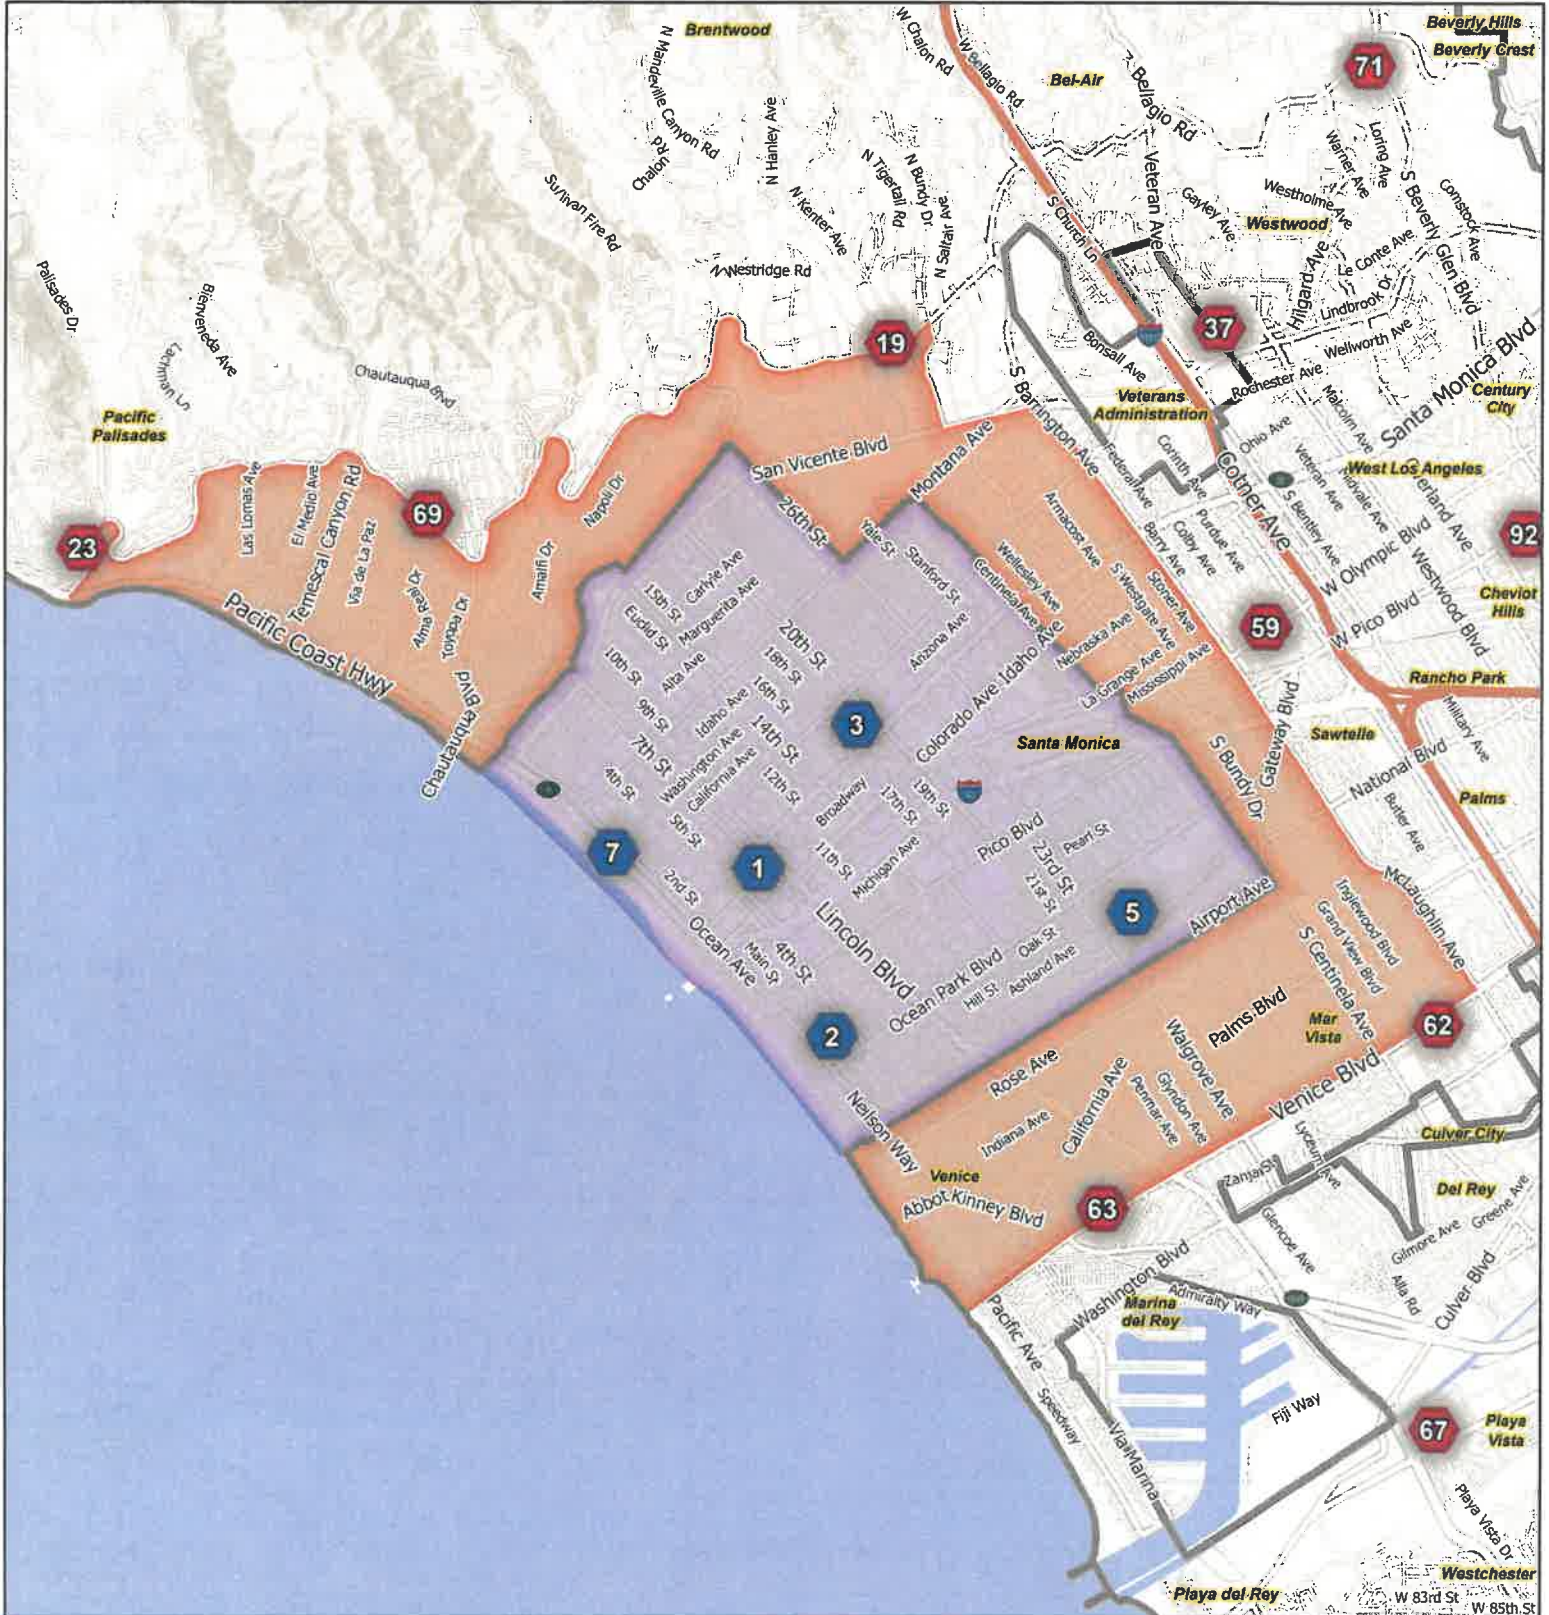 Brentwood
N Mandeville Canyon Rd
Chalon Rd
N Hanley Ave
W Chalon Rd
W Bellagio Rd
Bel-Air
Bellagio Rd
71
Beverly Hills
Beverly Crest
Sullivan Fire Rd
N Kenter Ave
N Tigertail Rd
N Bundy Dr
N Saltair Ave
Veteran Ave
S Church Ln
Gayley Ave
Westholme Ave
Warner Ave
Loring Ave
Westwood
S Beverly Glen Blvd
Comstock Ave
Hilgard Ave
Le Conte Ave
Lindbrook Dr
Palisades Dr
Bienveneda Ave
Lachman Ln
Chautauqua Blvd
N Westridge Rd
19
37
Bonsall Ave
Wellworth Ave
Rochester Ave
Santa Monica Blvd
Century
City
Pacific
Palisades
Veterans
Administration
S Barrington Ave
Malcolm Ave
Ohio Ave
Corinth Ave
Federal Ave
Cotner Ave
Veteran Ave
Midvale Ave
West Los Angeles
Overland Ave
S Bentley Ave
23
69
Las Lomas Ave
El Medio Ave
Temescal Canyon Rd
Via de La Paz
Napoli Dr
Amalfi Dr
Alma Real Dr
Toyopa Dr
San Vicente Blvd
Montana Ave
26th St
Yale St
Stanford St
Centinela Ave
Wellesley Ave
Armacost Ave
S Westgate Ave
Stoner Ave
Barry Ave
Colby Ave
Purdue Ave
W Olympic Blvd
Westwood Blvd
92
Cheviot
Hills
W Pico Blvd
59
Pacific Coast Hwy
Chautauqua Blvd
Carlyle Ave
15th St
Marguerita Ave
Euclid St
10th St
Alta Ave
20th St
18th St
16th St
Arizona Ave
Idaho Ave
Nebraska Ave
La Grange Ave
Mississippi Ave
Rancho Park
Military Ave
9th St
Idaho Ave
7th St
Washington Ave
California Ave
14th St
12th St
4th St
5th St
3
Colorado Ave
Santa Monica
S Bundy Dr
Gateway Blvd
Sawtelle
National Blvd
Palms
Butler Ave
Broadway
17th St
19th St
7
1
11th St
Michigan Ave
Pico Blvd
Pearl St
23rd St
21st St
5
Airport Ave
McLaughlin Ave
Inglewood Blvd
Grand View Blvd
S Centinela Ave
2nd St
Ocean Ave
Main St
4th St
Lincoln Blvd
Ocean Park Blvd
Oak St
Hill St
Ashland Ave
2
Palms Blvd
Mar
Vista
62
Rose Ave
Walgrove Ave
California Ave
Penmar Ave
Glyndon Ave
Venice Blvd
Neilson Way
Indiana Ave
Lyceum Ave
Culver City
Venice
Abbot Kinney Blvd
63
Zanja St
Del Rey
Glencoe Ave
Gilmore Ave
Greene Ave
Washington Blvd
Admiralty Way
Alla Rd
Culver Blvd
Marina
del Rey
Pacific Ave
Speedway
Via Marina
Fiji Way
67
Playa
Vista
Playa Vista Dr
Westchester
Playa del Rey
W 83rd St
W 85th St